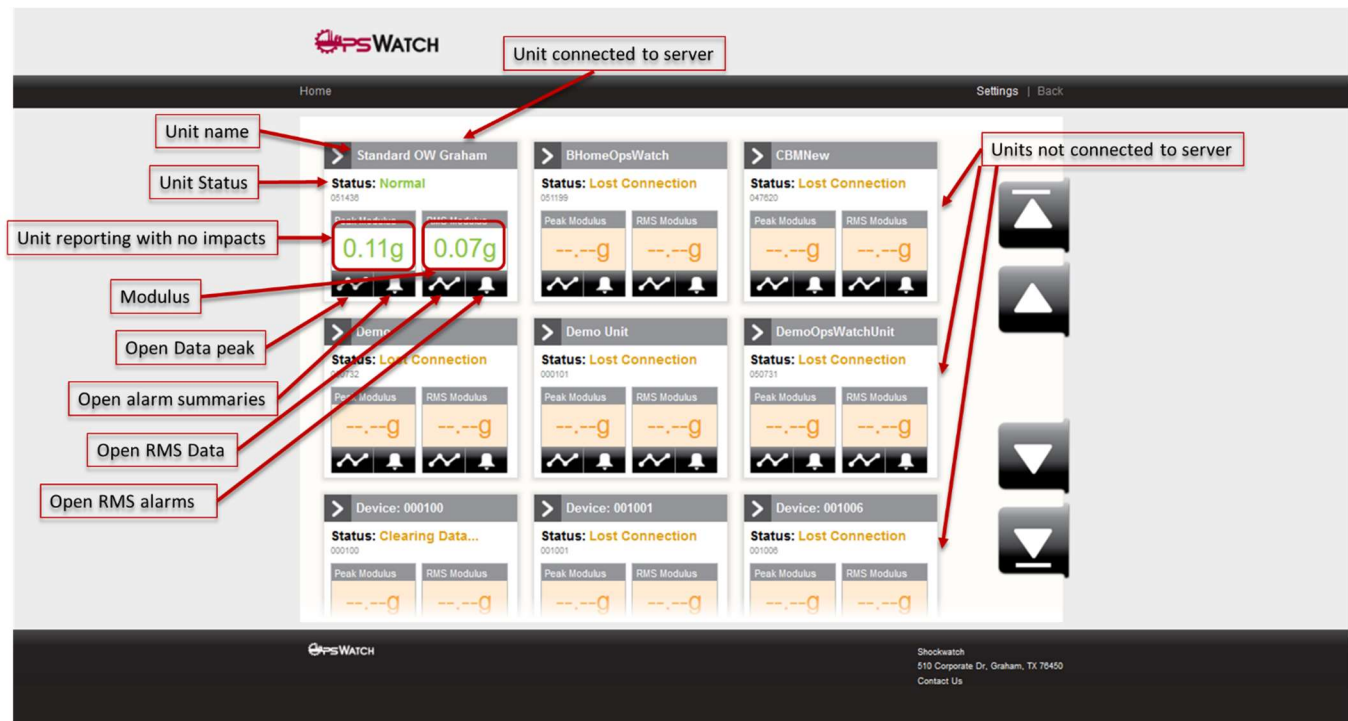 OPSWATCH
Unit connected to server
Home
Settings | Back
Unit name
Unit Status
Unit reporting with no impacts
Modulus
Open Data peak
Open alarm summaries
Open RMS Data
Open RMS alarms
Units not connected to server
Standard OW Graham
Status: Normal
051436
Peak Modulus RMS Modulus
0.11g 0.07g
BHomeOpsWatch
Status: Lost Connection
051199
Peak Modulus RMS Modulus
--.--g --.--g
CBMNew
Status: Lost Connection
047620
Peak Modulus RMS Modulus
--.--g --.--g
Demo
Status: Lost Connection
Peak Modulus RMS Modulus
--.--g --.--g
Demo Unit
Status: Lost Connection
000101
Peak Modulus RMS Modulus
--.--g --.--g
DemoOpsWatchUnit
Status: Lost Connection
050731
Peak Modulus RMS Modulus
--.--g --.--g
Device: 000100
Status: Clearing Data...
000100
Peak Modulus RMS Modulus
--.--g --.--g
Device: 001001
Status: Lost Connection
001001
Peak Modulus RMS Modulus
--.--g --.--g
Device: 001006
Status: Lost Connection
001006
Peak Modulus RMS Modulus
--.--g --.--g
OPSWATCH
Shockwatch
510 Corporate Dr, Graham, TX 76450
Contact Us